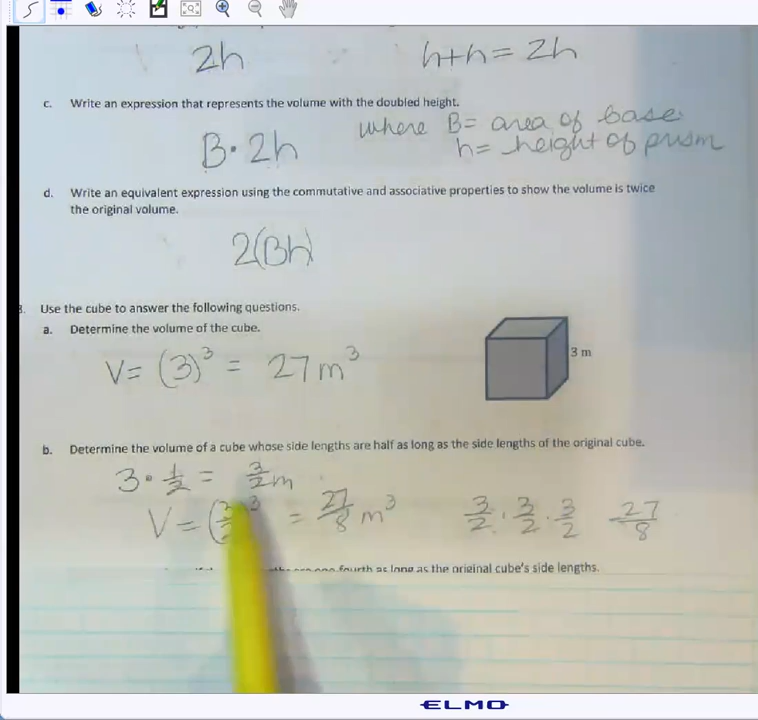 2h h+h = 2h
c. Write an expression that represents the volume with the doubled height.
B · 2h where B= area of base
h= height of prism
d. Write an equivalent expression using the commutative and associative properties to show the volume is twice
the original volume.
2(Bh)
3. Use the cube to answer the following questions.
a. Determine the volume of the cube.
3 m
V= (3)³ = 27 m³
b. Determine the volume of a cube whose side lengths are half as long as the side lengths of the original cube.
3 · 1/2 = 3/2 m
V = ( 3 = 27/8 m³ 3/2 · 3/2 · 3/2 27/8
fourth as long as the original cube's side lengths.
ELMO